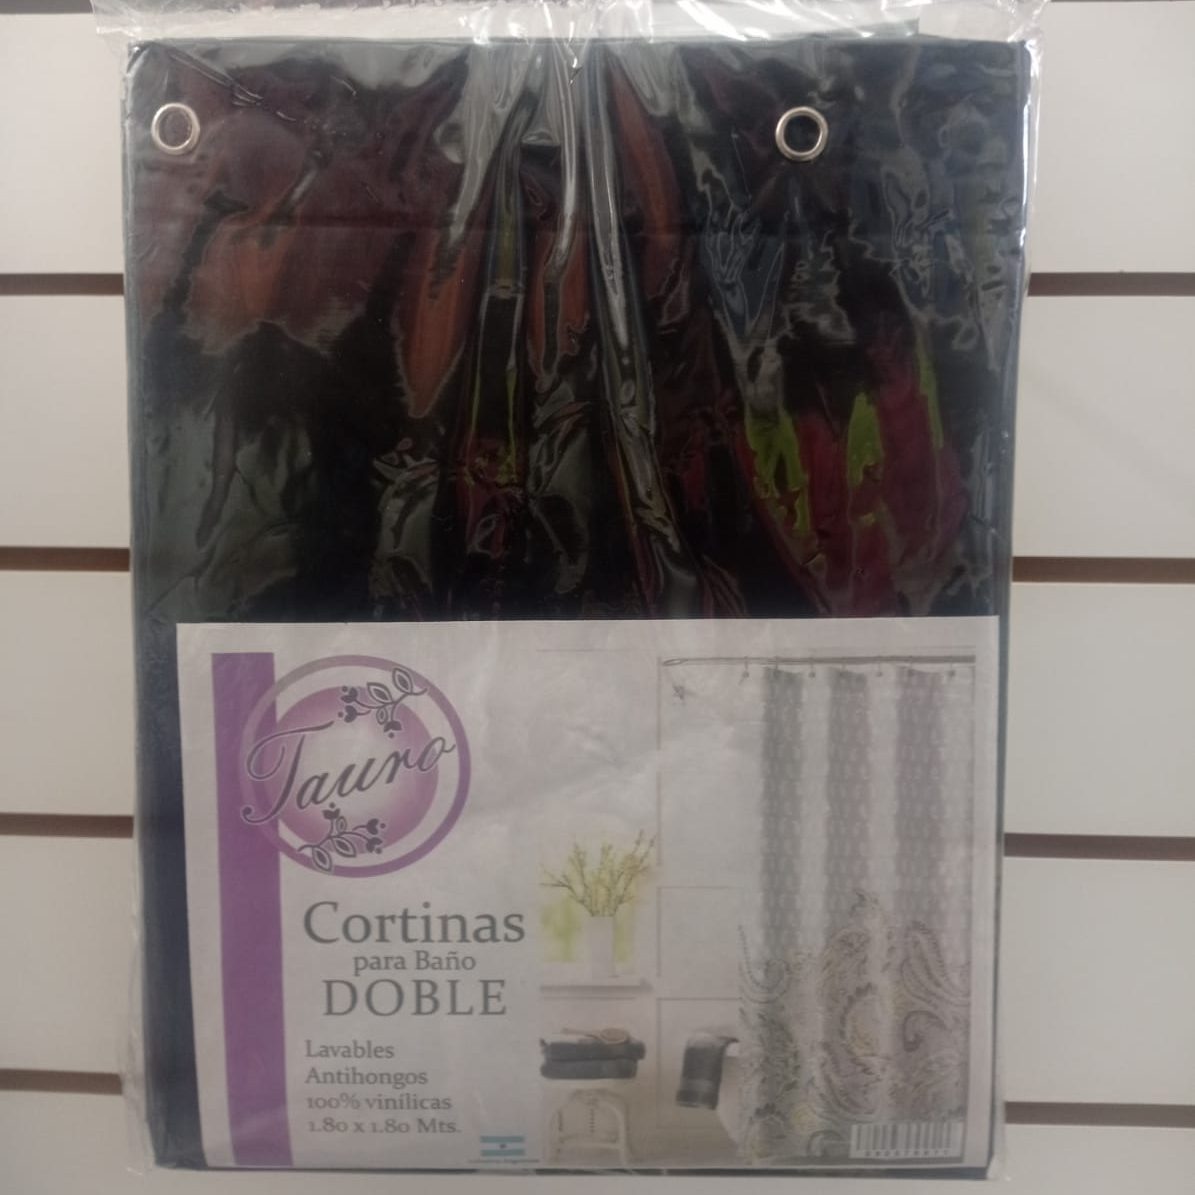 Tauro
Cortinas
para Baño
DOBLE
Lavables
Antihongos
100% vinílicas
1.80 x 1.80 Mts.